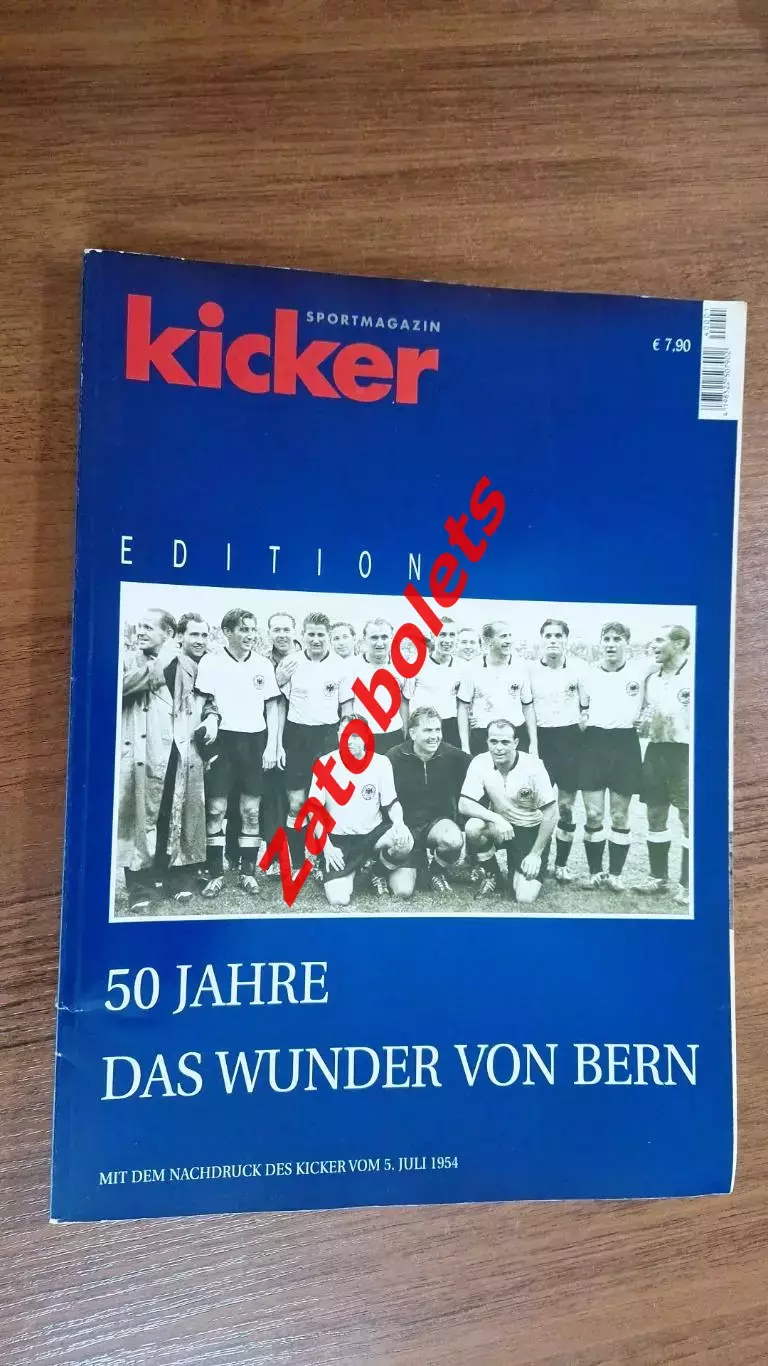 SPORTMAGAZIN
kicker
€ 7,90
EDITION
Zatobolets
50 JAHRE
DAS WUNDER VON BERN
MIT DEM NACHDRUCK DES KICKER VOM 5. JULI 1954